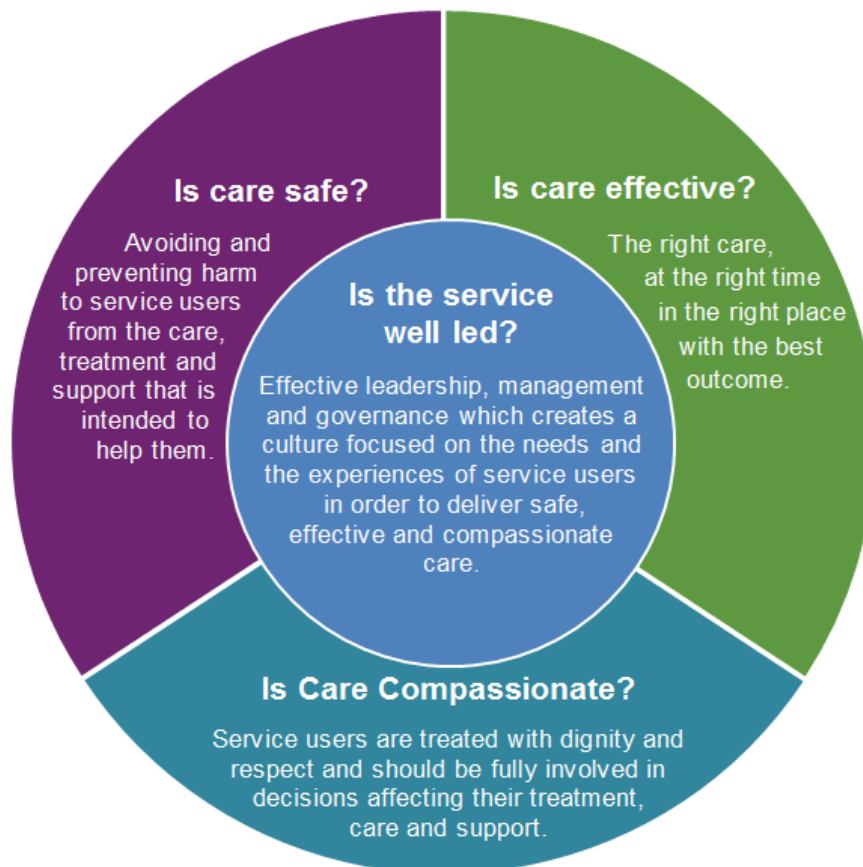 Is care safe?
Avoiding and
preventing harm
to service users
from the care,
treatment and
support that is
intended to
help them.
Is care effective?
The right care,
at the right time
in the right place
with the best
outcome.
Is the service
well led?
Effective leadership, management
and governance which creates a
culture focused on the needs and
the experiences of service users
in order to deliver safe,
effective and compassionate
care.
Is Care Compassionate?
Service users are treated with dignity and
respect and should be fully involved in
decisions affecting their treatment,
care and support.